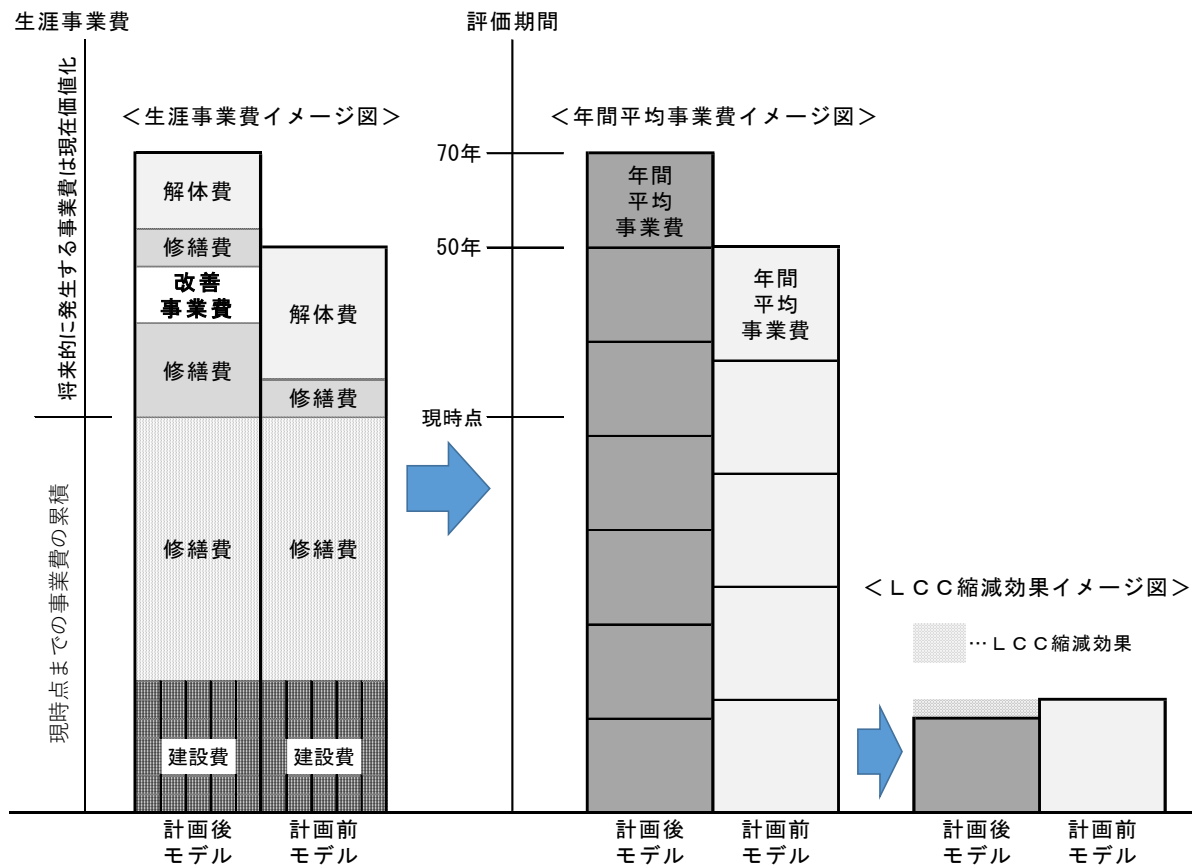 生涯事業費
将来的に発生する事業費は現在価値化
現時点までの事業費の累積
＜生涯事業費イメージ図＞
解体費
修繕費
改善
事業費
修繕費
修繕費
建設費
解体費
修繕費
修繕費
建設費
計画後
モデル
計画前
モデル
評価期間
70年
50年
現時点
＜年間平均事業費イメージ図＞
年間
平均
事業費
年間
平均
事業費
計画後
モデル
計画前
モデル
＜ＬＣＣ縮減効果イメージ図＞
…ＬＣＣ縮減効果
計画後
モデル
計画前
モデル